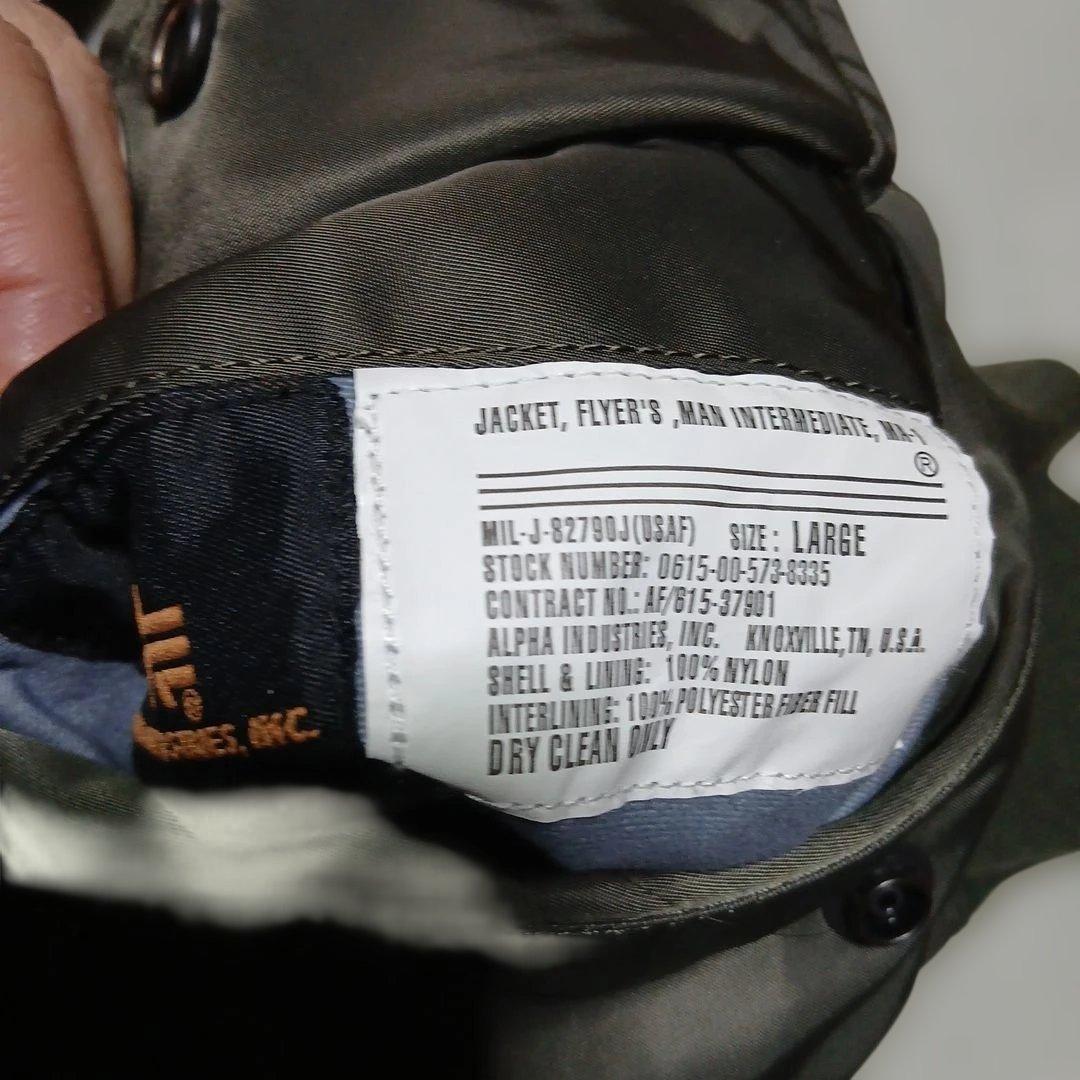 JACKET, FLYER'S ,MAN INTERMEDIATE, MA-1
®
MIL-J-82790J(USAF) SIZE: LARGE
STOCK NUMBER: 0615-00-573-8335
CONTRACT NO.: AF/615-37901
ALPHA INDUSTRIES, INC. KNOXVILLE, TN, U.S.A.
SHELL & LINING: 100% NYLON
INTERLINING: 100% POLYESTER FIBER FILL
DRY CLEAN ONLY
®
INC.